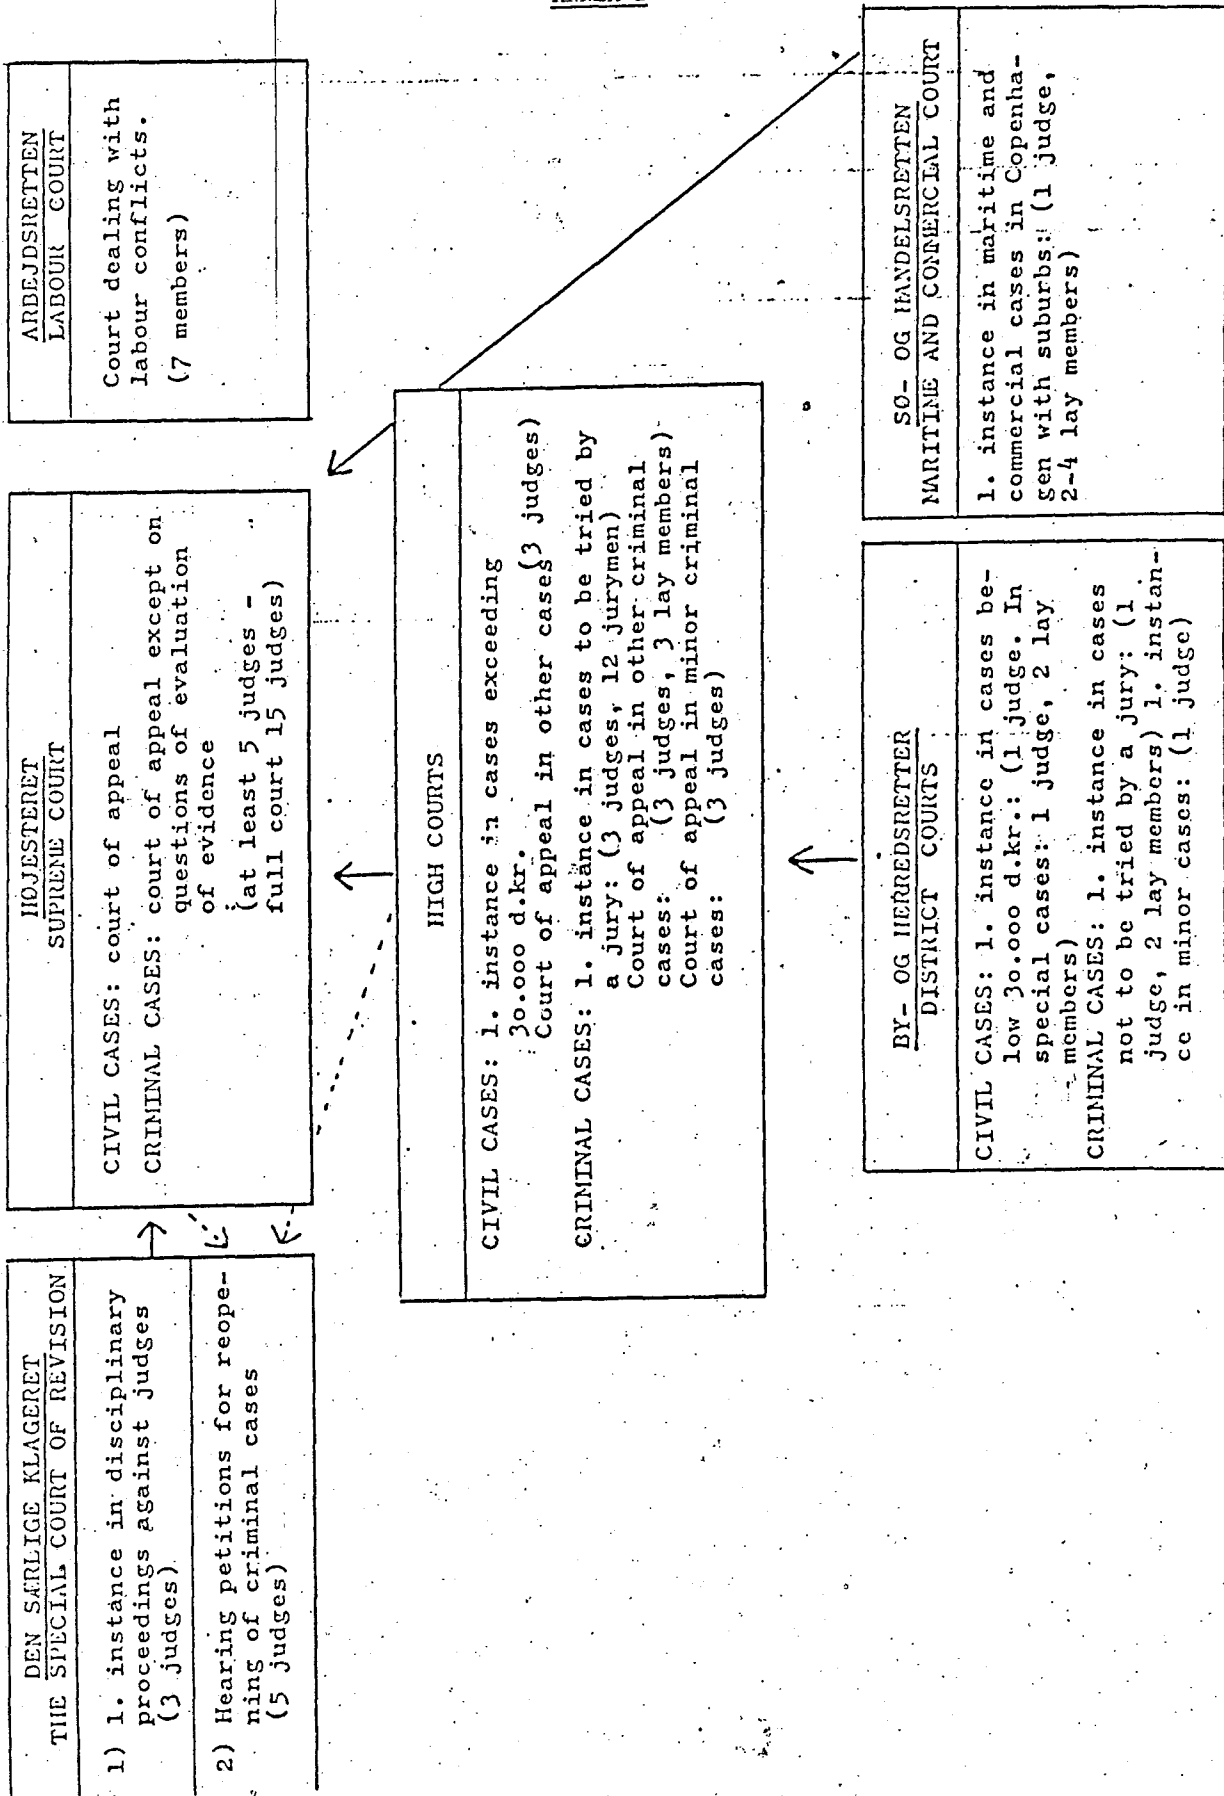 DEN SÆRLIGE KLAGERET
THE SPECIAL COURT OF REVISION
1) 1. instance in disciplinary
proceedings against judges
(3 judges)
2) Hearing petitions for reope-
ning of criminal cases
(5 judges)
HØJESTERET
SUPREME COURT
CIVIL CASES: court of appeal
CRIMINAL CASES: court of appeal except on
questions of evaluation
of evidence
(at least 5 judges -
full court 15 judges)
ARBEJDSRETTEN
LABOUR COURT
Court dealing with
labour conflicts.
(7 members)
HIGH COURTS
CIVIL CASES: 1. instance in cases exceeding
3o.ooo d.kr.
Court of appeal in other cases (3 judges)
CRIMINAL CASES: 1. instance in cases to be tried by
a jury: (3 judges, 12 jurymen)
Court of appeal in other criminal
cases: (3 judges, 3 lay members)
Court of appeal in minor criminal
cases: (3 judges)
BY- OG HERREDSRETTER
DISTRICT COURTS
CIVIL CASES: 1. instance in cases be-
low 3o.ooo d.kr.: (1 judge. In
special cases: 1 judge, 2 lay
members)
CRIMINAL CASES: 1. instance in cases
not to be tried by a jury: (1
judge, 2 lay members) 1. instan-
ce in minor cases: (1 judge)
SØ- OG HANDELSRETTEN
MARITIME AND COMMERCIAL COURT
1. instance in maritime and
commercial cases in Copenha-
gen with suburbs: (1 judge,
2-4 lay members)